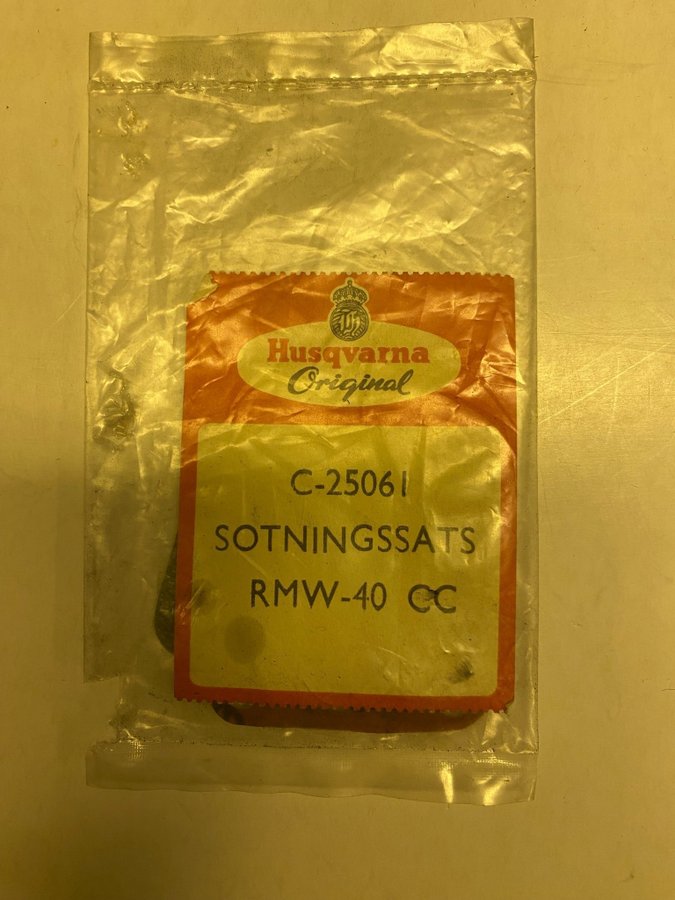 Husqvarna
Original
C-25061
SOTNINGSSATS
RMW-40 CC